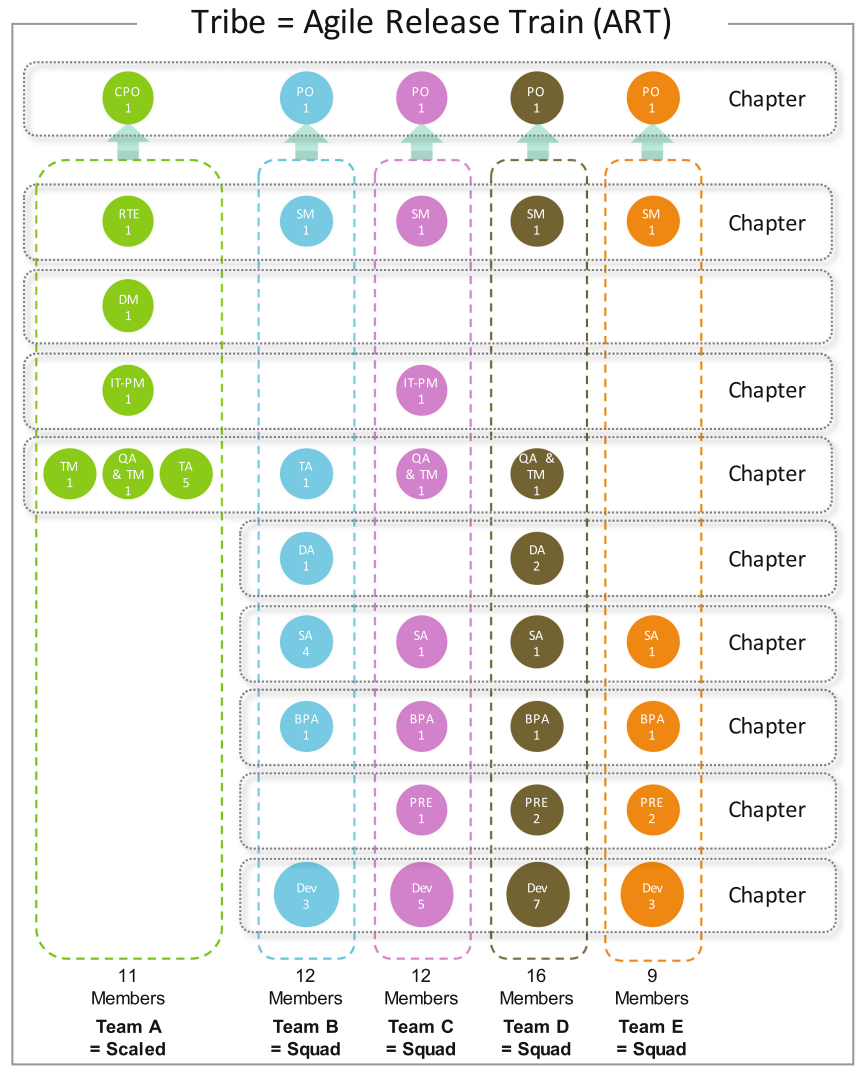 Tribe = Agile Release Train (ART)
CPO
1
PO
1
PO
1
PO
1
PO
1
Chapter
RTE
1
SM
1
SM
1
SM
1
SM
1
Chapter
DM
1
IT-PM
1
IT-PM
1
Chapter
TM
1
QA
& TM
1
TA
5
TA
1
QA
& TM
1
QA &
TM
1
Chapter
DA
1
DA
2
Chapter
SA
4
SA
1
SA
1
SA
1
Chapter
BPA
1
BPA
1
BPA
1
BPA
1
Chapter
PRE
1
PRE
2
PRE
2
Chapter
Dev
3
Dev
5
Dev
7
Dev
3
Chapter
11
Members
Team A
= Scaled
12
Members
Team B
= Squad
12
Members
Team C
= Squad
16
Members
Team D
= Squad
9
Members
Team E
= Squad